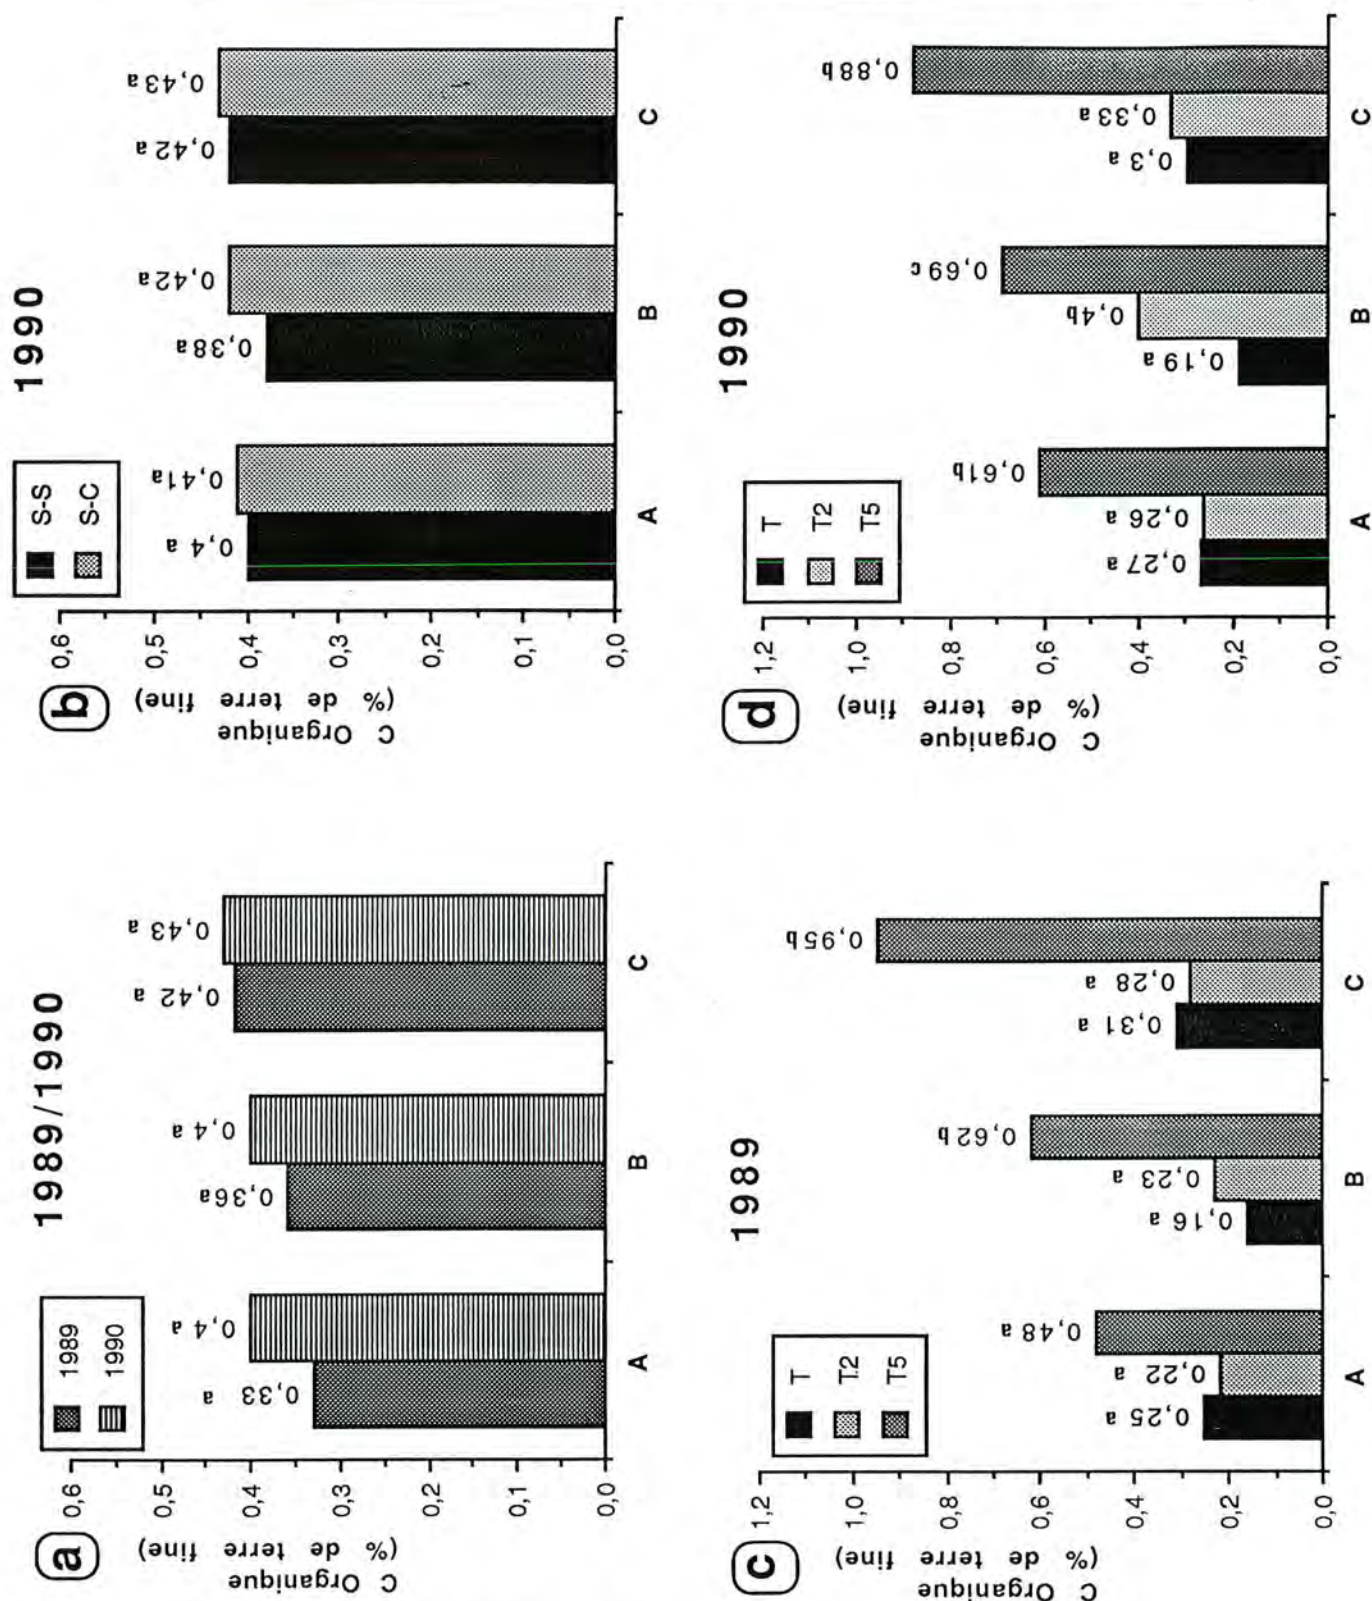 a
1989/1990
1989
1990
C Organique
(% de terre fine)
0,6
0,5
0,4
0,3
0,2
0,1
0,0
0,33 a
0,4 a
0,36a
0,4 a
0,42 a
0,43 a
A
B
C
b
1990
S-S
S-C
C Organique
(% de terre fine)
0,6
0,5
0,4
0,3
0,2
0,1
0,0
0,4 a
0,41a
0,38a
0,42a
0,42a
0,43a
A
B
C
c
1989
T
T2
T5
C Organique
(% de terre fine)
1,2
1,0
0,8
0,6
0,4
0,2
0,0
0,25 a
0,22 a
0,48 a
0,16 a
0,23 a
0,62b
0,31 a
0,28 a
0,95b
A
B
C
d
1990
T
T2
T5
C Organique
(% de terre fine)
1,2
1,0
0,8
0,6
0,4
0,2
0,0
0,27a
0,26 a
0,61b
0,19 a
0,4b
0,69c
0,3 a
0,33 a
0,88b
A
B
C